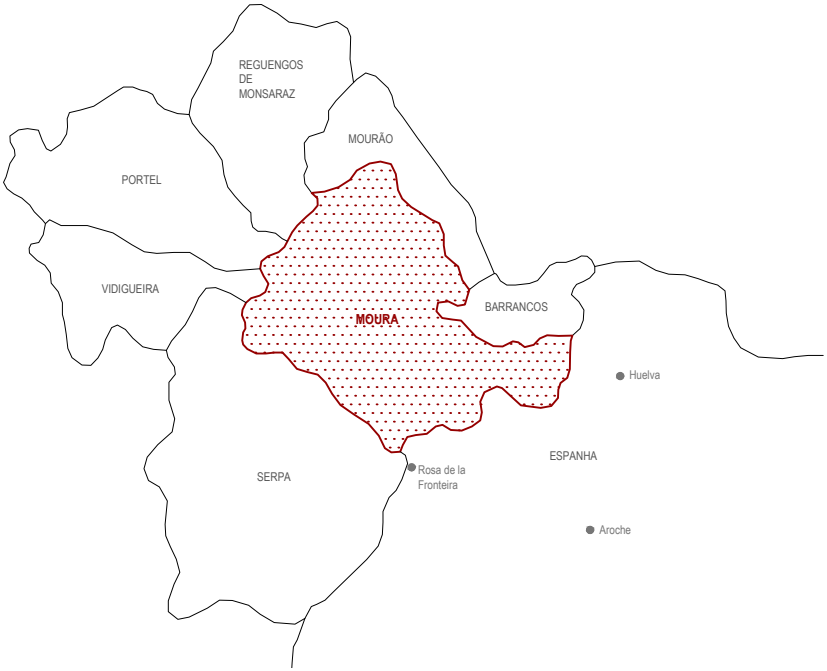 REGUENGOS
DE
MONSARAZ
MOURÃO
PORTEL
VIDIGUEIRA
BARRANCOS
MOURA
Huelva
ESPANHA
SERPA
Rosa de la
Fronteira
Aroche